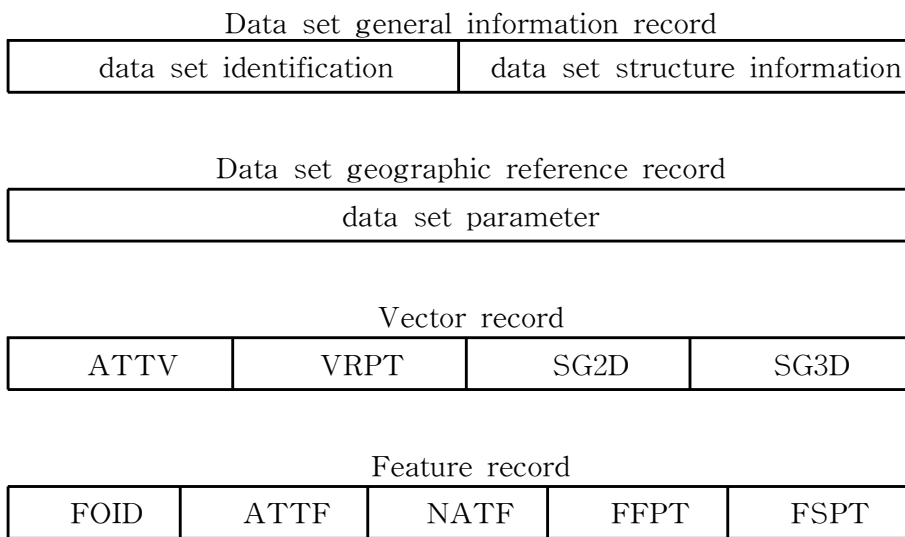 Data set general information record
data set identification data set structure information
Data set geographic reference record
data set parameter
Vector record
ATTV VRPT SG2D SG3D
Feature record
FOID ATTF NATF FFPT FSPT